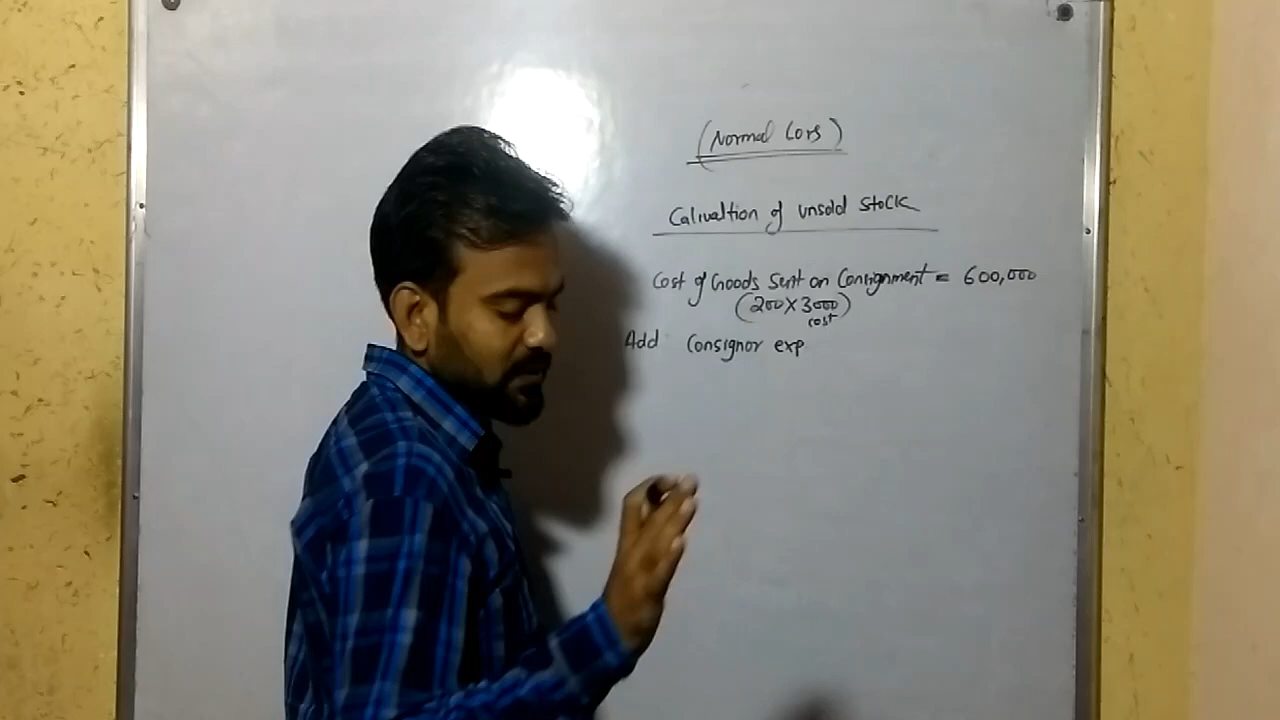 (Normal Loss)
Calivaltion of unsold stock
Cost of Goods Sent on Consignment = 600,000
(200 X 3000)
cost
Add Consignor exp